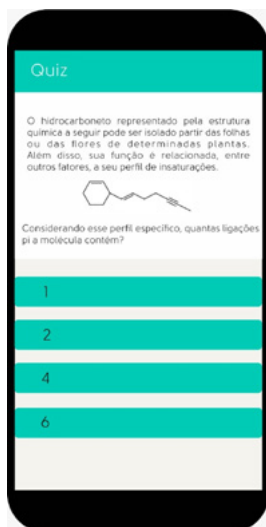 Quiz
O hidrocarboneto representado pela estrutura
química a seguir pode ser isolado partir das folhas
ou das flores de determinadas plantas.
Além disso, sua função é relacionada, entre
outros fatores, a seu perfil de insaturações.
Considerando esse perfil específico, quantas ligações
pi a molécula contém?
1
2
4
6